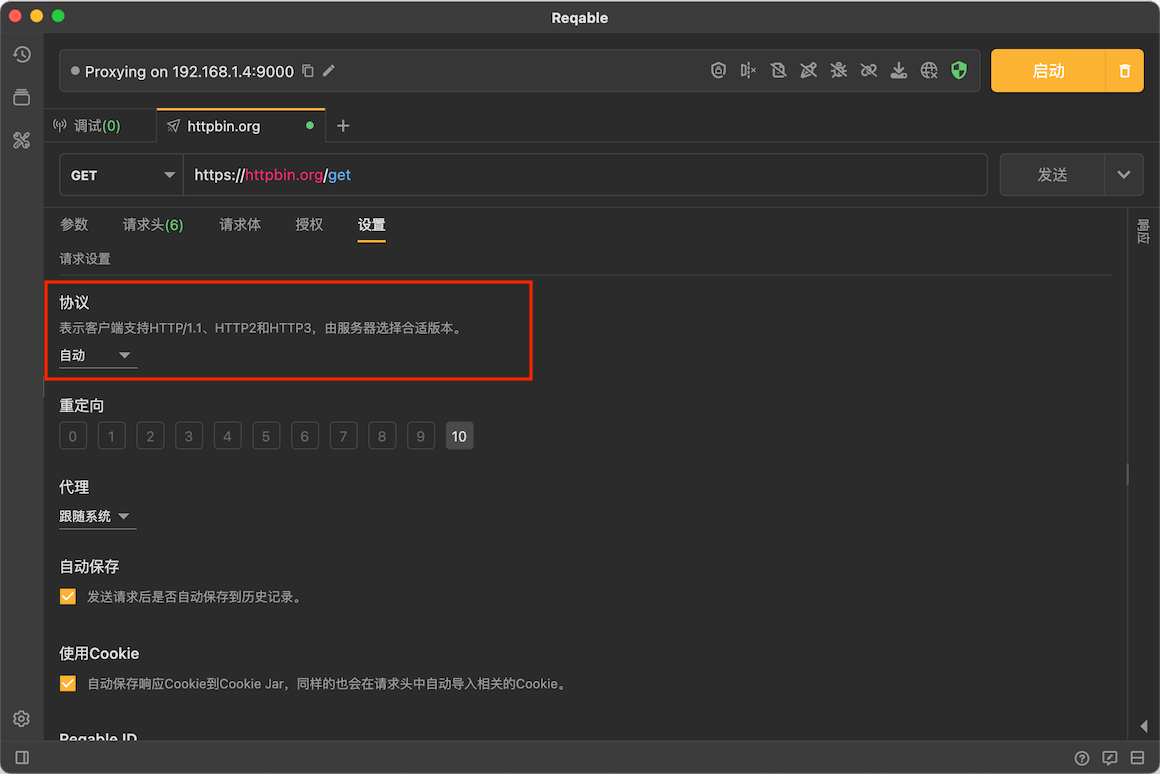 Reqable
Proxying on 192.168.1.4:9000
启动
调试(0)
httpbin.org
GET
https://httpbin.org/get
发送
参数
请求头(6)
请求体
授权
设置
响应
请求设置
协议
表示客户端支持HTTP/1.1、HTTP2和HTTP3，由服务器选择合适版本。
自动
重定向
0 1 2 3 4 5 6 7 8 9 10
代理
跟随系统
自动保存
发送请求后是否自动保存到历史记录。
使用Cookie
自动保存响应Cookie到Cookie Jar，同样的也会在请求头中自动导入相关的Cookie。
Reqable ID